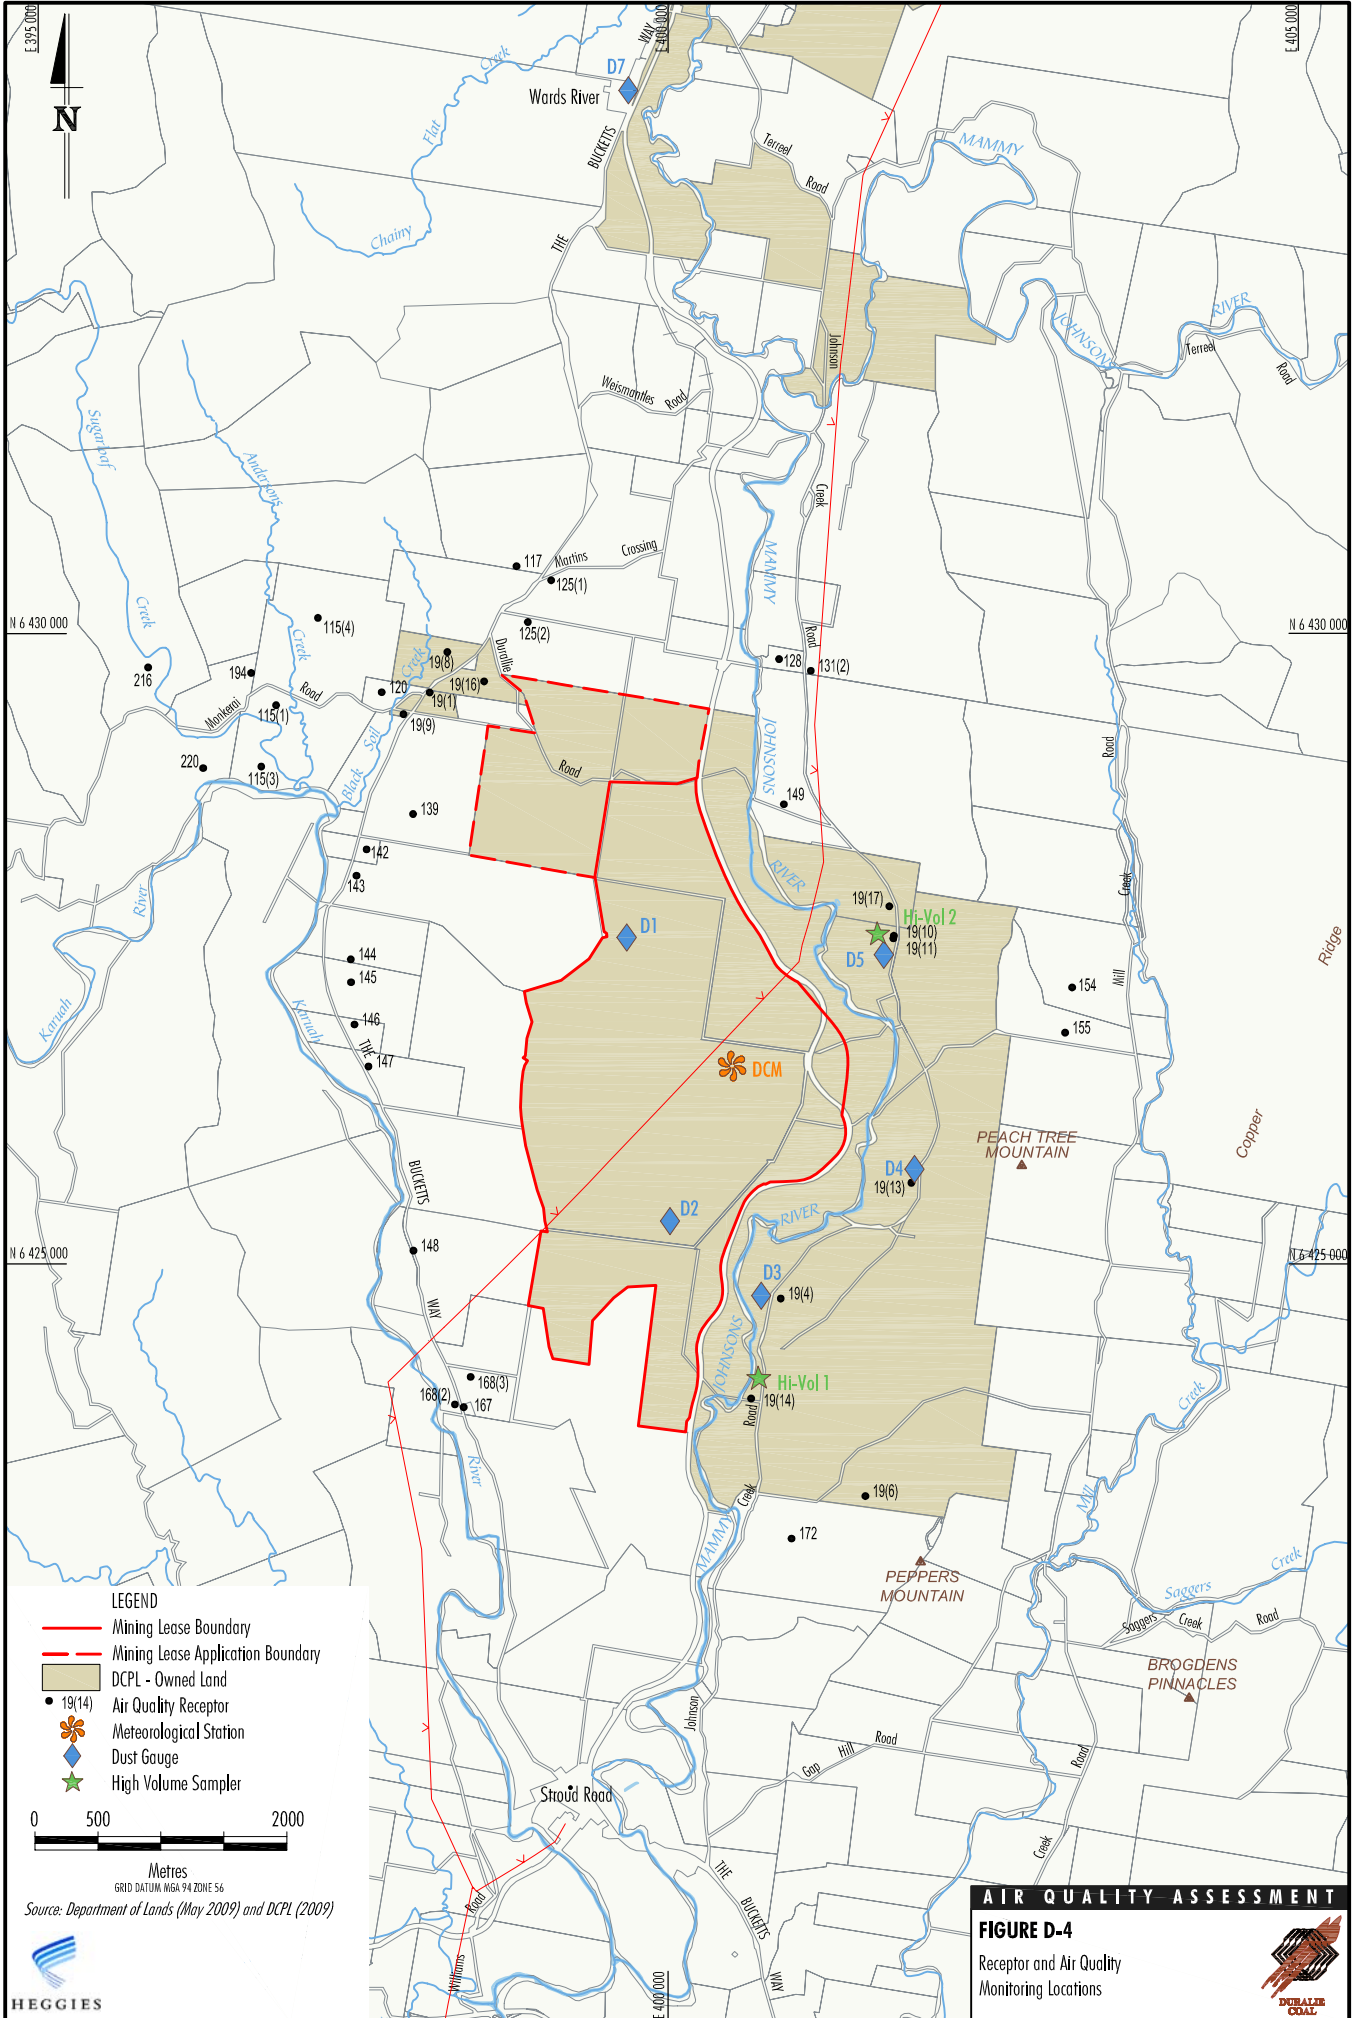 E 395 000
E 400 000
E 405 000
N
WAY
D7
Wards River
BUCKETTS
THE
Flat
Creek
Chainy
Terreel
Road
MAMMY
JOHNSONS
RIVER
Terreel
Road
Johnson
Weismantles
Road
Sugarloaf
Creek
Andersons
Creek
Creek
MAMMY
117
Martins
Crossing
125(1)
125(2)
N 6 430 000
N 6 430 000
115(4)
216
194
Monkerai
Road
115(1)
120
19(8)
Creek
19(16)
19(1)
19(9)
Durallie
Road
128
131(2)
Road
JOHNSONS
220
115(3)
Black
Soil
139
142
143
149
RIVER
Road
Creek
Mill
River
Karuah
Karuah
144
145
146
THE
147
D1
DCM
19(17)
Hi-Vol 2
19(10)
19(11)
D5
154
155
Ridge
Copper
PEACH TREE
MOUNTAIN
D4
19(13)
BUCKETTS
D2
RIVER
148
N 6 425 000
N 6 425 000
WAY
D3
19(4)
JOHNSONS
168(3)
168(2)
167
Hi-Vol 1
19(14)
Road
River
Creek
MAMMY
19(6)
172
Creek
Mill
PEPPERS
MOUNTAIN
Saggers
Creek
Saggers
Creek
Road
BROGDENS
PINNACLES
Johnson
Gap
Hill
Road
Road
Creek
Stroud Road
THE
BUCKETTS
WAY
Road
Williams
E 400 000
LEGEND
Mining Lease Boundary
Mining Lease Application Boundary
DCPL - Owned Land
19(14) Air Quality Receptor
Meteorological Station
Dust Gauge
High Volume Sampler
0 500 2000
Metres
GRID DATUM MGA 94 ZONE 56
Source: Department of Lands (May 2009) and DCPL (2009)
HEGGIES
AIR QUALITY ASSESSMENT
FIGURE D-4
Receptor and Air Quality
Monitoring Locations
DURALIE
COAL